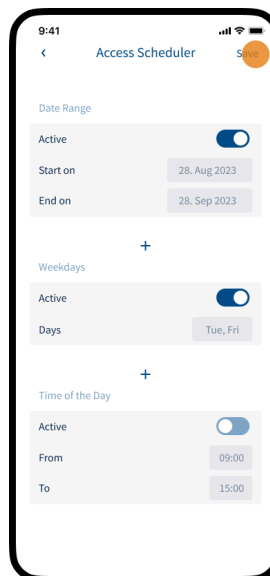 9:41
Access Scheduler Save
Date Range
Active
Start on 28. Aug 2023
End on 28. Sep 2023
+
Weekdays
Active
Days Tue, Fri
+
Time of the Day
Active
From 09:00
To 15:00